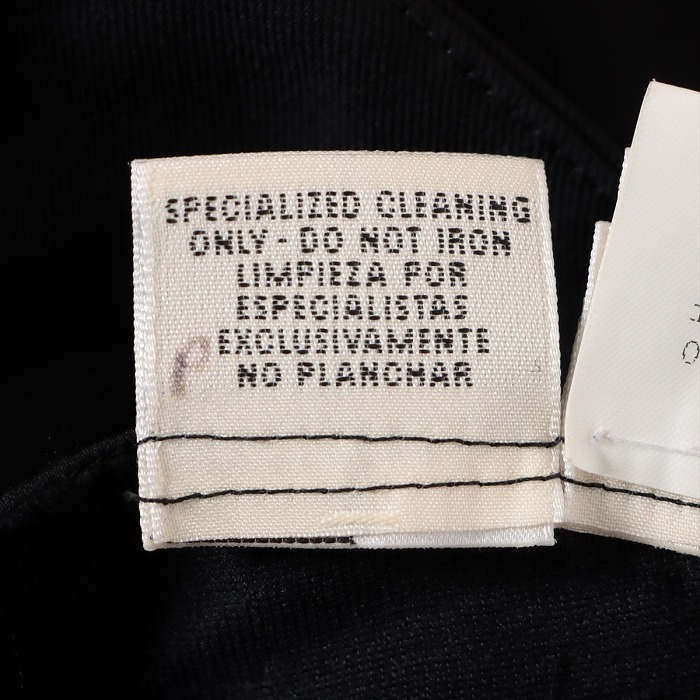 SPECIALIZED CLEANING
ONLY - DO NOT IRON
LIMPIEZA POR
ESPECIALISTAS
EXCLUSIVAMENTE
NO PLANCHAR
P